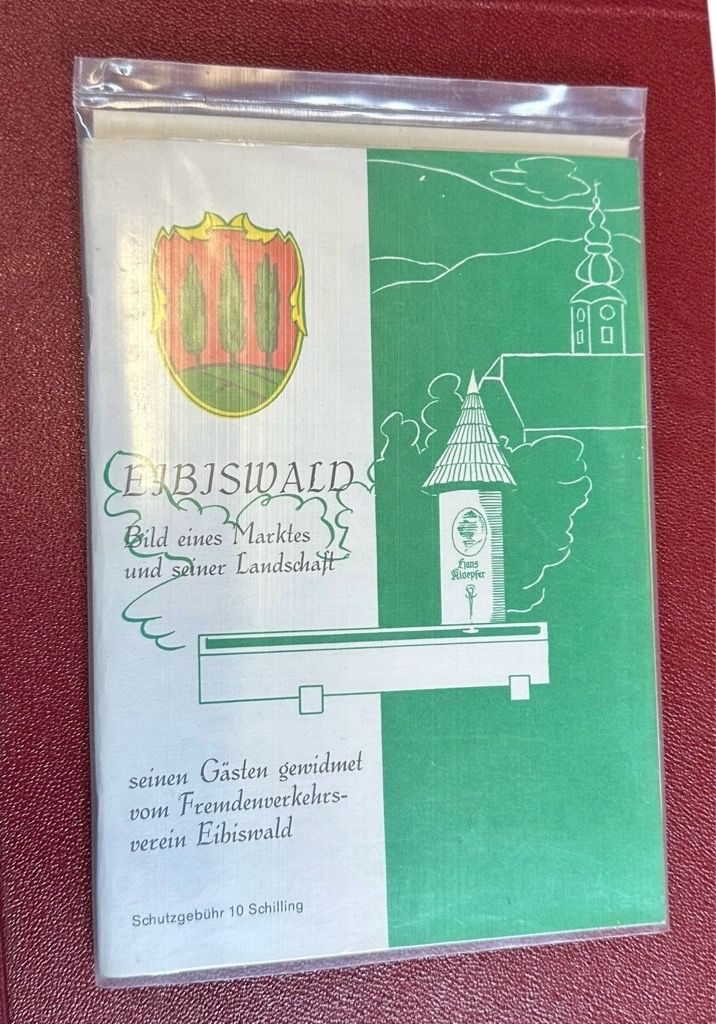 EIBISWALD
Bild eines Marktes
und seiner Landschaft
Hans
Kloepfer
seinen Gästen gewidmet
vom Fremdenverkehrs-
verein Eibiswald
Schutzgebühr 10 Schilling